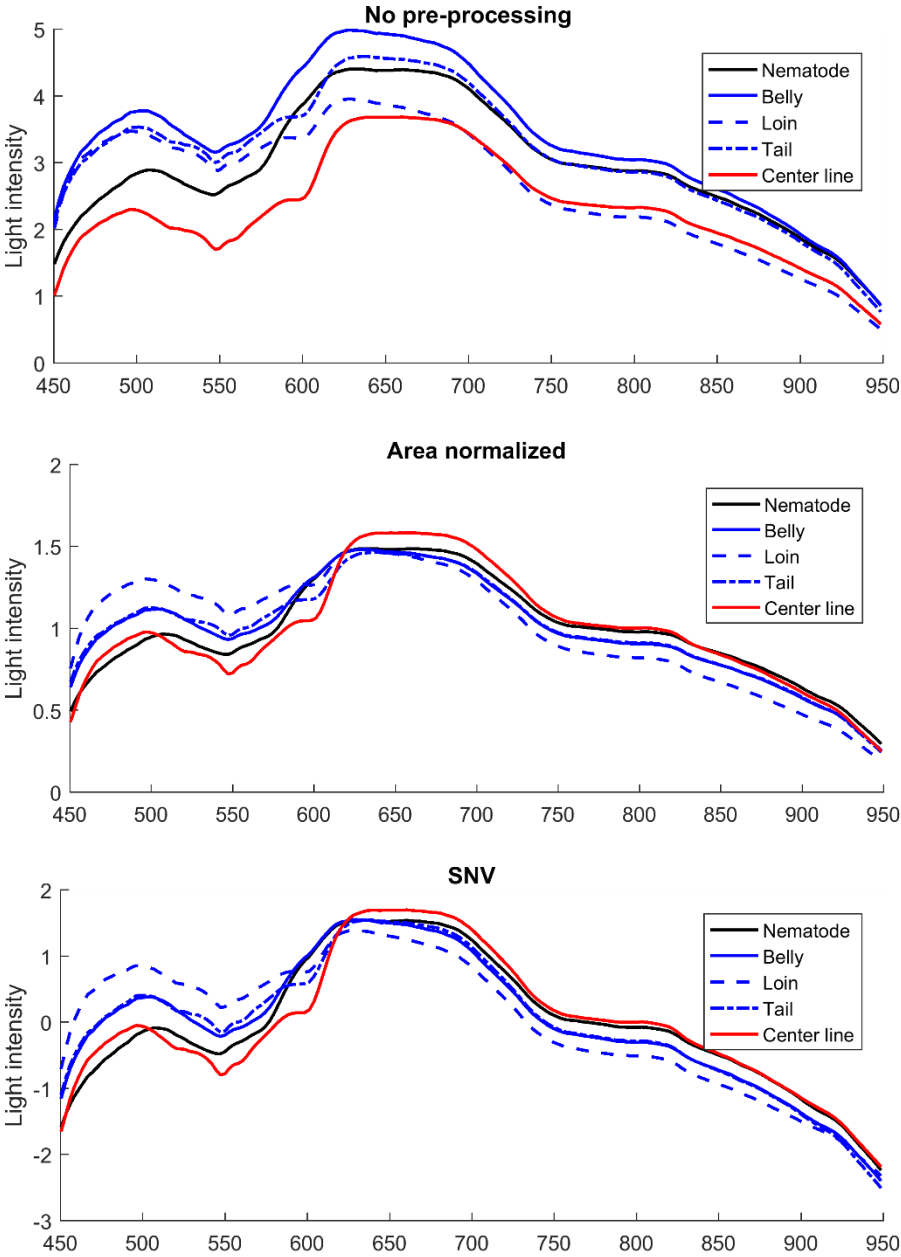 No pre-processing
5
4
3
2
1
0
Light intensity
Nematode
Belly
Loin
Tail
Center line
450 500 550 600 650 700 750 800 850 900 950
Area normalized
2
1.5
1
0.5
0
Light intensity
Nematode
Belly
Loin
Tail
Center line
450 500 550 600 650 700 750 800 850 900 950
SNV
2
1
0
-1
-2
-3
Light intensity
Nematode
Belly
Loin
Tail
Center line
450 500 550 600 650 700 750 800 850 900 950